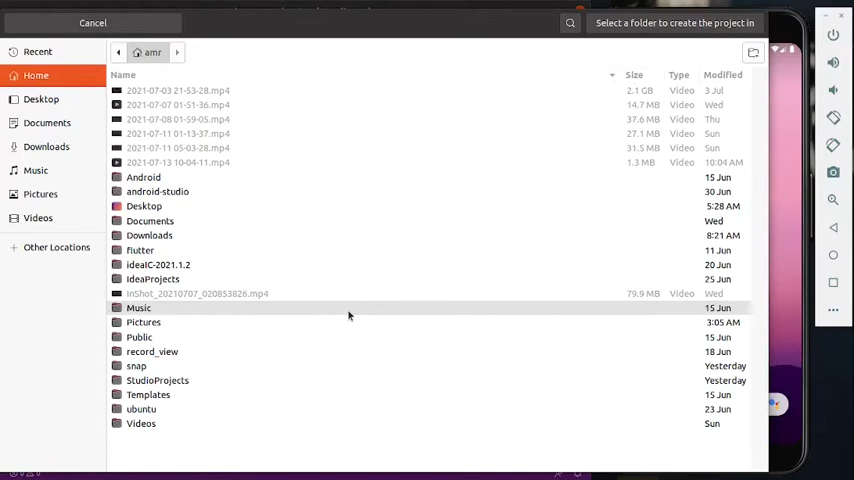 Cancel
Select a folder to create the project in
Recent
Home
Desktop
Documents
Downloads
Music
Pictures
Videos
Other Locations
amr
Name Size Type Modified
2021-07-03 21-53-28.mp4 2.1 GB Video 3 Jul
2021-07-07 01-51-36.mp4 14.7 MB Video Wed
2021-07-08 01-59-05.mp4 37.6 MB Video Thu
2021-07-11 01-13-37.mp4 27.1 MB Video Sun
2021-07-11 05-03-28.mp4 31.5 MB Video Sun
2021-07-13 10-04-11.mp4 1.3 MB Video 10:04 AM
Android 15 Jun
android-studio 30 Jun
Desktop 5:28 AM
Documents Wed
Downloads 8:21 AM
flutter 11 Jun
ideaIC-2021.1.2 20 Jun
IdeaProjects 25 Jun
InShot_20210707_020853826.mp4 79.9 MB Video Wed
Music 15 Jun
Pictures 3:05 AM
Public 15 Jun
record_view 18 Jun
snap Yesterday
StudioProjects Yesterday
Templates 15 Jun
ubuntu 23 Jun
Videos Sun